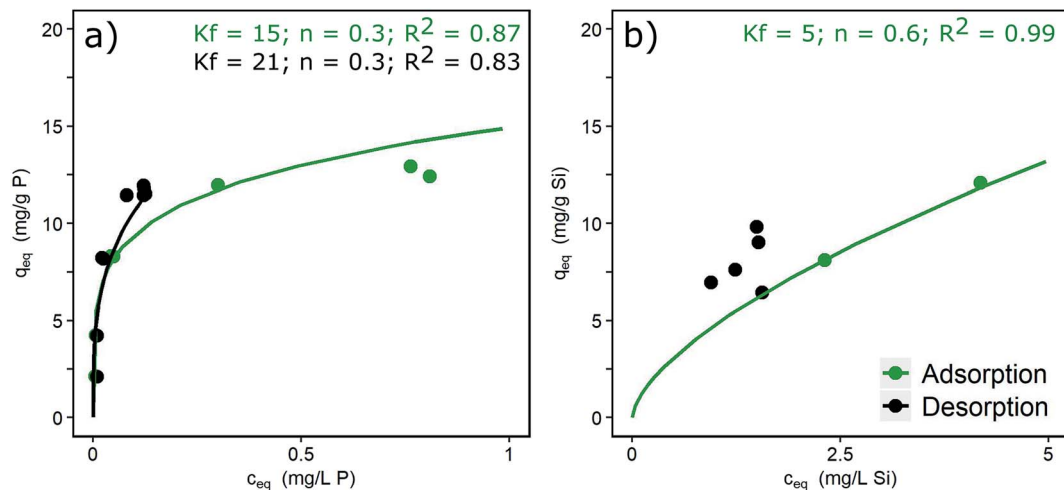 a)
Kf = 15; n = 0.3; R² = 0.87
Kf = 21; n = 0.3; R² = 0.83
20
15
10
5
0
qeq (mg/g P)
0
0.5
1
ceq (mg/L P)
b)
Kf = 5; n = 0.6; R² = 0.99
20
15
10
5
0
qeq (mg/g Si)
Adsorption
Desorption
0
2.5
5
ceq (mg/L Si)